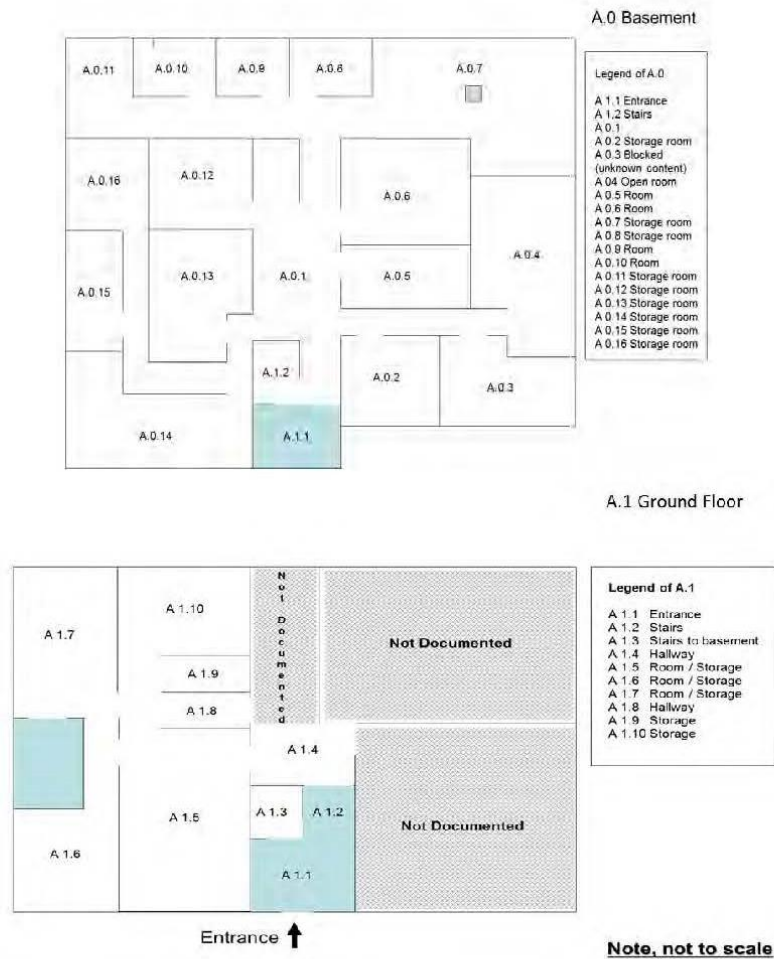 A.0 Basement
A.0.11
A.0.10
A.0.9
A.0.8
A.0.7
A.0.16
A.0.12
A.0.6
A.0.4
A.0.15
A.0.13
A.0.1
A.0.5
A.1.2
A.0.2
A.0.3
A.0.14
A.1.1
Legend of A.0
A 1.1 Entrance
A 1.2 Stairs
A 0.1
A 0.2 Storage room
A 0.3 Blocked
(unknown content)
A 04 Open room
A 0.5 Room
A 0.6 Room
A 0.7 Storage room
A 0.8 Storage room
A 0.9 Room
A 0.10 Room
A 0.11 Storage room
A 0.12 Storage room
A 0.13 Storage room
A 0.14 Storage room
A 0.15 Storage room
A 0.16 Storage room
A.1 Ground Floor
A 1.7
A 1.10
Not Documented
Not Documented
A 1.9
A 1.8
A 1.4
A 1.6
A 1.5
A 1.3
A 1.2
Not Documented
A 1.1
Entrance
Legend of A.1
A 1.1 Entrance
A 1.2 Stairs
A 1.3 Stairs to basement
A 1.4 Hallway
A 1.5 Room / Storage
A 1.6 Room / Storage
A 1.7 Room / Storage
A 1.8 Hallway
A 1.9 Storage
A 1.10 Storage
Note, not to scale